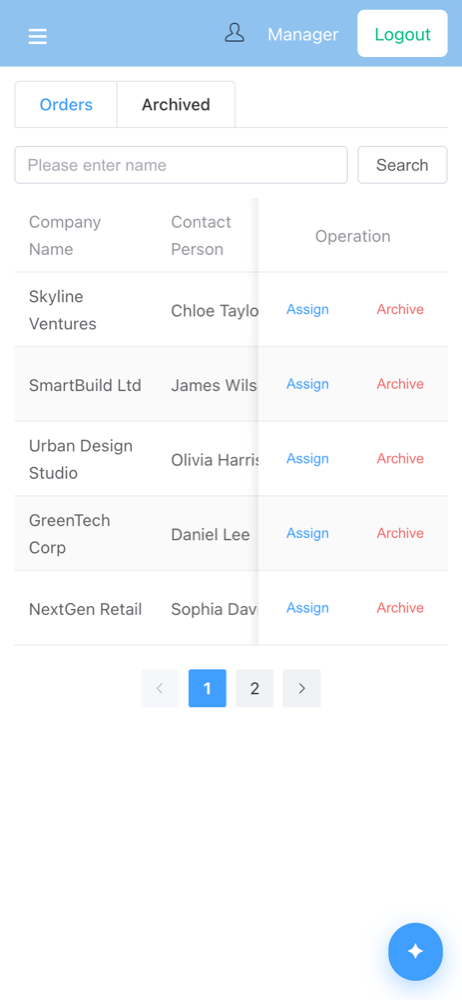 Manager
Logout
Orders
Archived
Please enter name
Search
Company
Name
Contact
Person
Operation
Skyline
Ventures
Chloe Taylo
Assign
Archive
SmartBuild Ltd
James Wils
Assign
Archive
Urban Design
Studio
Olivia Harris
Assign
Archive
GreenTech
Corp
Daniel Lee
Assign
Archive
NextGen Retail
Sophia Davi
Assign
Archive
1
2